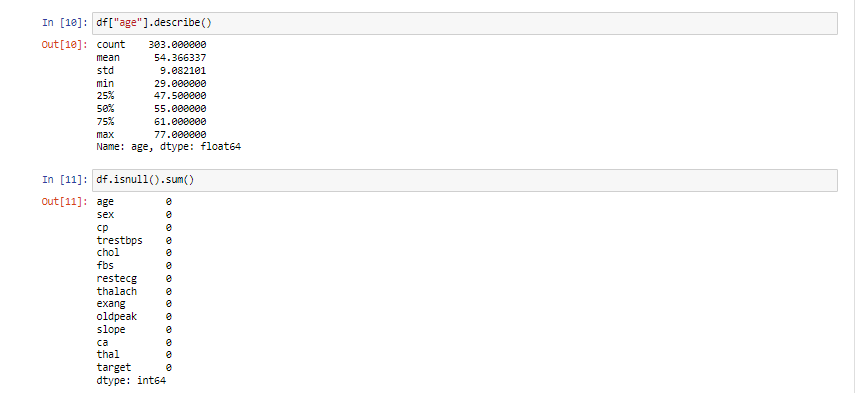 In [10]: df["age"].describe()
Out[10]: count    303.000000
mean      54.366337
std        9.082101
min       29.000000
25%       47.500000
50%       55.000000
75%       61.000000
max       77.000000
Name: age, dtype: float64
In [11]: df.isnull().sum()
Out[11]: age         0
sex         0
cp          0
trestbps    0
chol        0
fbs         0
restecg     0
thalach     0
exang       0
oldpeak     0
slope       0
ca          0
thal        0
target      0
dtype: int64